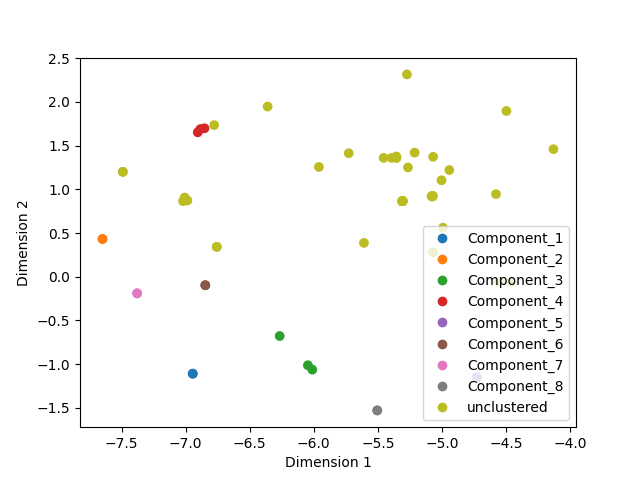 2.5
2.0
1.5
1.0
0.5
0.0
−0.5
−1.0
−1.5
Dimension 2
Component_1
Component_2
Component_3
Component_4
Component_5
Component_6
Component_7
Component_8
unclustered
−7.5 −7.0 −6.5 −6.0 −5.5 −5.0 −4.5 −4.0
Dimension 1